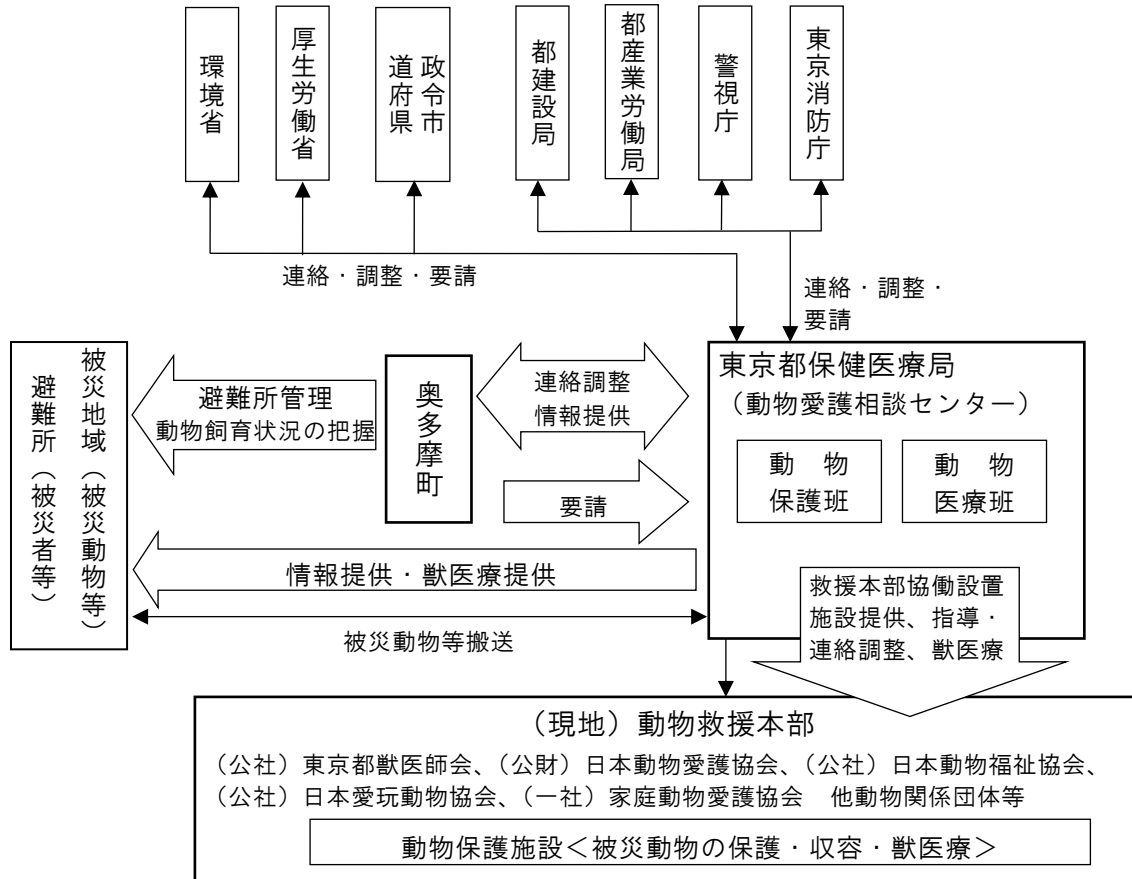 環境省
厚生労働省
政令市
道府県
都建設局
都産業労働局
警視庁
東京消防庁
連絡・調整・要請
連絡・調整・
要請
被災地域（被災動物等）
避難所（被災者等）
避難所管理
動物飼育状況の把握
奥多摩町
連絡調整
情報提供
要請
東京都保健医療局
（動物愛護相談センター）
動　物
保護班
動　物
医療班
情報提供・獣医療提供
被災動物等搬送
救援本部協働設置
施設提供、指導・
連絡調整、獣医療
（現地）動物救援本部
（公社）東京都獣医師会、（公財）日本動物愛護協会、（公社）日本動物福祉協会、
（公社）日本愛玩動物協会、（一社）家庭動物愛護協会　他動物関係団体等
動物保護施設＜被災動物の保護・収容・獣医療＞